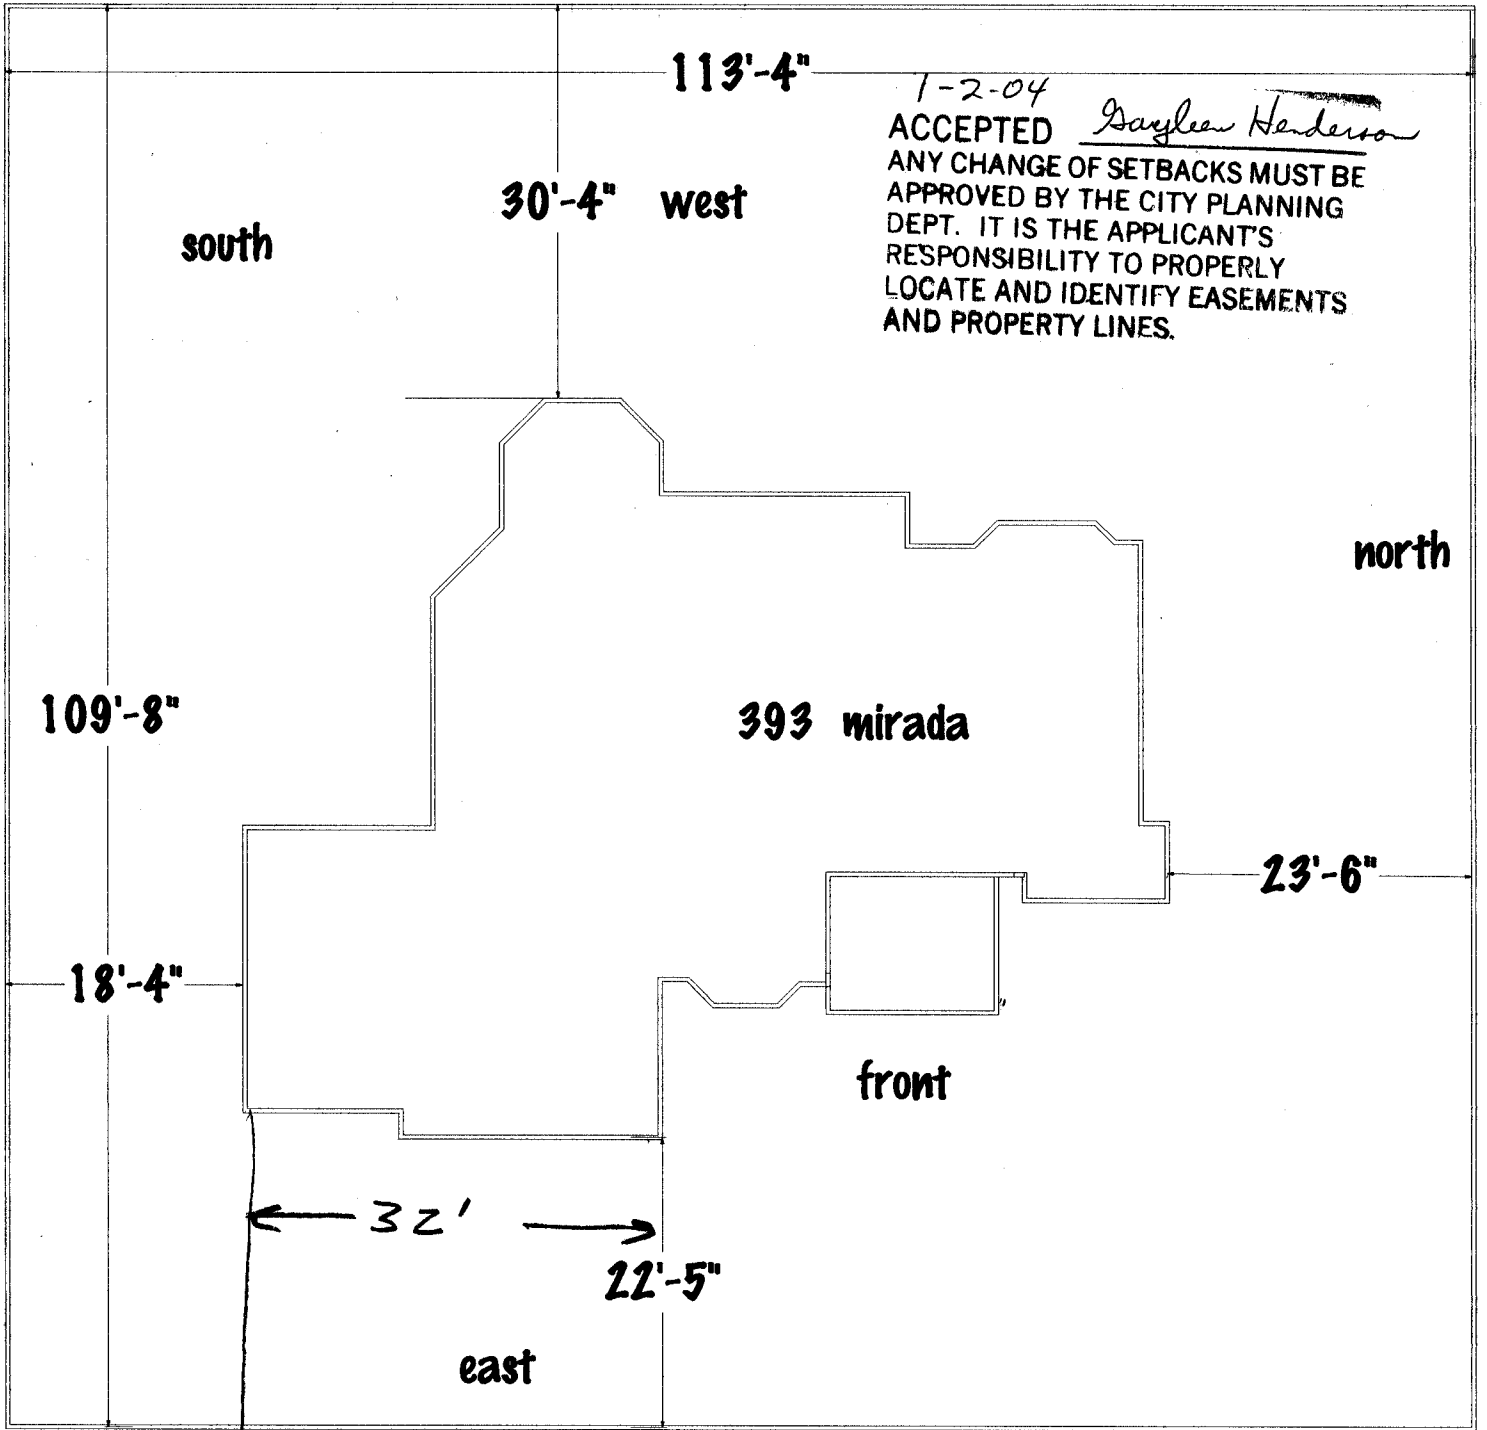 113'-4"
1-2-04
ACCEPTED Gayleen Henderson
ANY CHANGE OF SETBACKS MUST BE
APPROVED BY THE CITY PLANNING
DEPT. IT IS THE APPLICANT'S
RESPONSIBILITY TO PROPERLY
LOCATE AND IDENTIFY EASEMENTS
AND PROPERTY LINES.
30'-4" west
south
north
109'-8"
393 mirada
23'-6"
18'-4"
front
32'
22'-5"
east